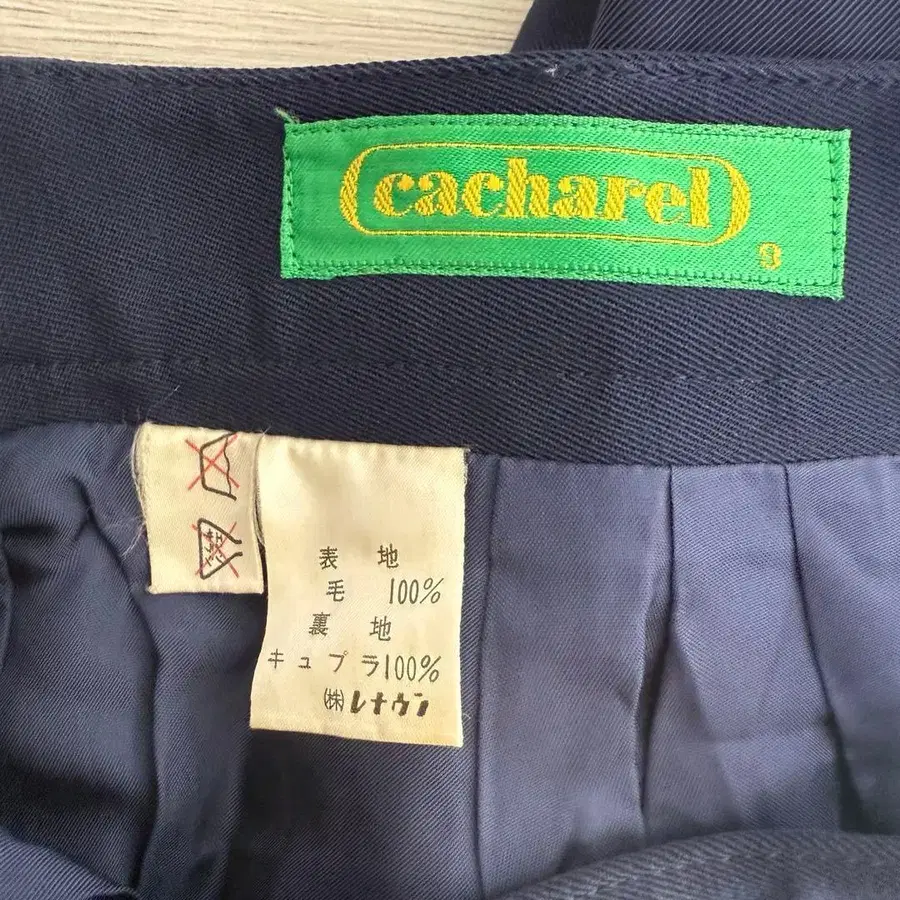 cacharel
9
表 地
毛 100%
裏 地
キュプラ100%
(株)レナウン